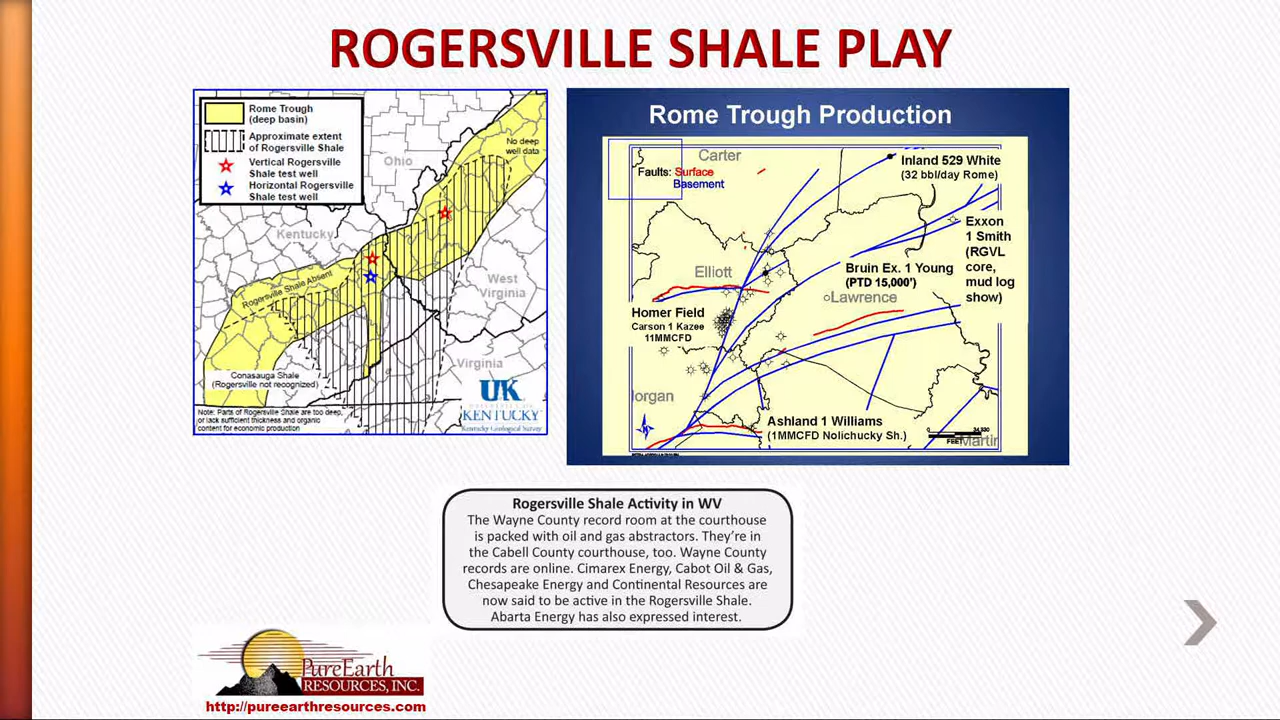 ROGERSVILLE SHALE PLAY
Rome Trough
(deep basin)
Approximate extent
of Rogersville Shale
Vertical Rogersville
Shale test well
Horizontal Rogersville
Shale test well
No deep
well data
Ohio
Kentucky
West
Virginia
Rogersville Shale Absent
Virginia
Conasauga Shale
(Rogersville not recognized)
Note: Parts of Rogersville Shale are too deep,
or lack sufficient thickness and organic
content for economic production
UK
KENTUCKY
Kentucky Geological Survey
Rome Trough Production
Carter
Faults: Surface
Basement
Inland 529 White
(32 bbl/day Rome)
Exxon
1 Smith
(RGVL
core,
mud log
show)
Elliott
Bruin Ex. 1 Young
(PTD 15,000')
Lawrence
Homer Field
Carson 1 Kazee
11MMCFD
lorgan
Ashland 1 Williams
(1MMCFD Nolichucky Sh.)
FEET
Martin
Rogersville Shale Activity in WV
The Wayne County record room at the courthouse
is packed with oil and gas abstractors. They're in
the Cabell County courthouse, too. Wayne County
records are online. Cimarex Energy, Cabot Oil & Gas,
Chesapeake Energy and Continental Resources are
now said to be active in the Rogersville Shale.
Abarta Energy has also expressed interest.
PureEarth
RESOURCES, INC.
http://pureearthresources.com